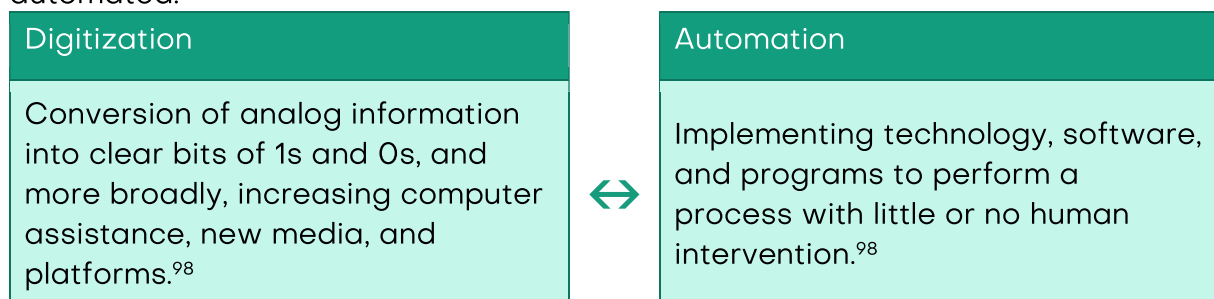 automated.
Digitization
Conversion of analog information
into clear bits of 1s and 0s, and
more broadly, increasing computer
assistance, new media, and
platforms.⁹⁸
Automation
Implementing technology, software,
and programs to perform a
process with little or no human
intervention.⁹⁸